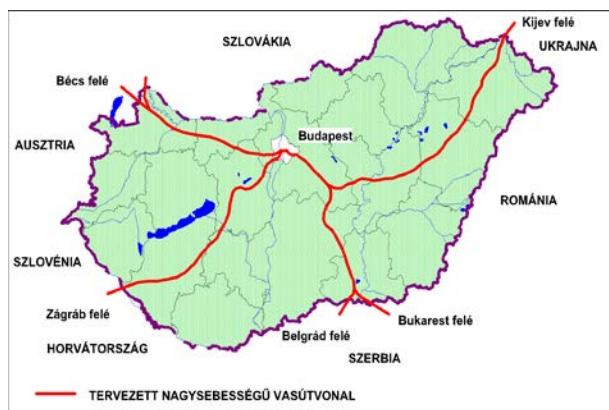 Kijev felé
SZLOVÁKIA
UKRAJNA
Bécs felé
Budapest
AUSZTRIA
ROMÁNIA
SZLOVÉNIA
Zágráb felé
Bukarest felé
Belgrád felé
HORVÁTORSZÁG
SZERBIA
TERVEZETT NAGYSEBESSÉGŰ VASÚTVONAL